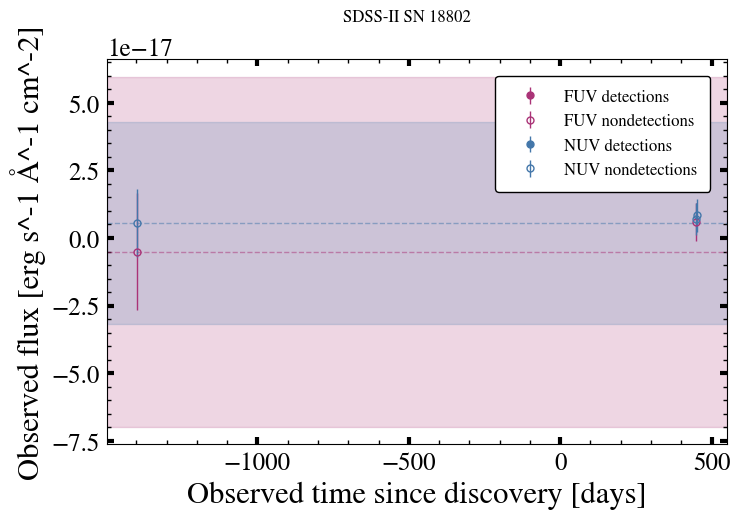 SDSS-II SN 18802
1e−17
5.0
2.5
0.0
−2.5
−5.0
−7.5
Observed flux [erg s^-1 Å^-1 cm^-2]
FUV detections
FUV nondetections
NUV detections
NUV nondetections
−1000
−500
0
500
Observed time since discovery [days]